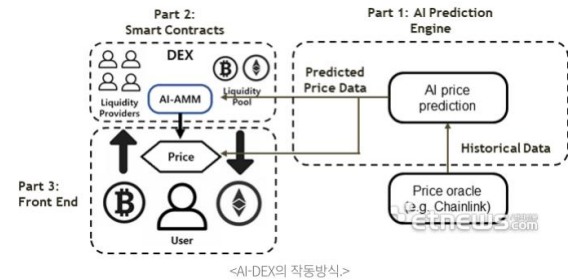 Part 2:
Smart Contracts
Part 1: AI Prediction
Engine
DEX
Liquidity
Providers
AI-AMM
Liquidity
Pool
Predicted
Price Data
AI price
prediction
Historical Data
Price
Part 3:
Front End
User
Price oracle
(e.g. Chainlink)
etnews.com
<AI-DEX의 작동방식.>